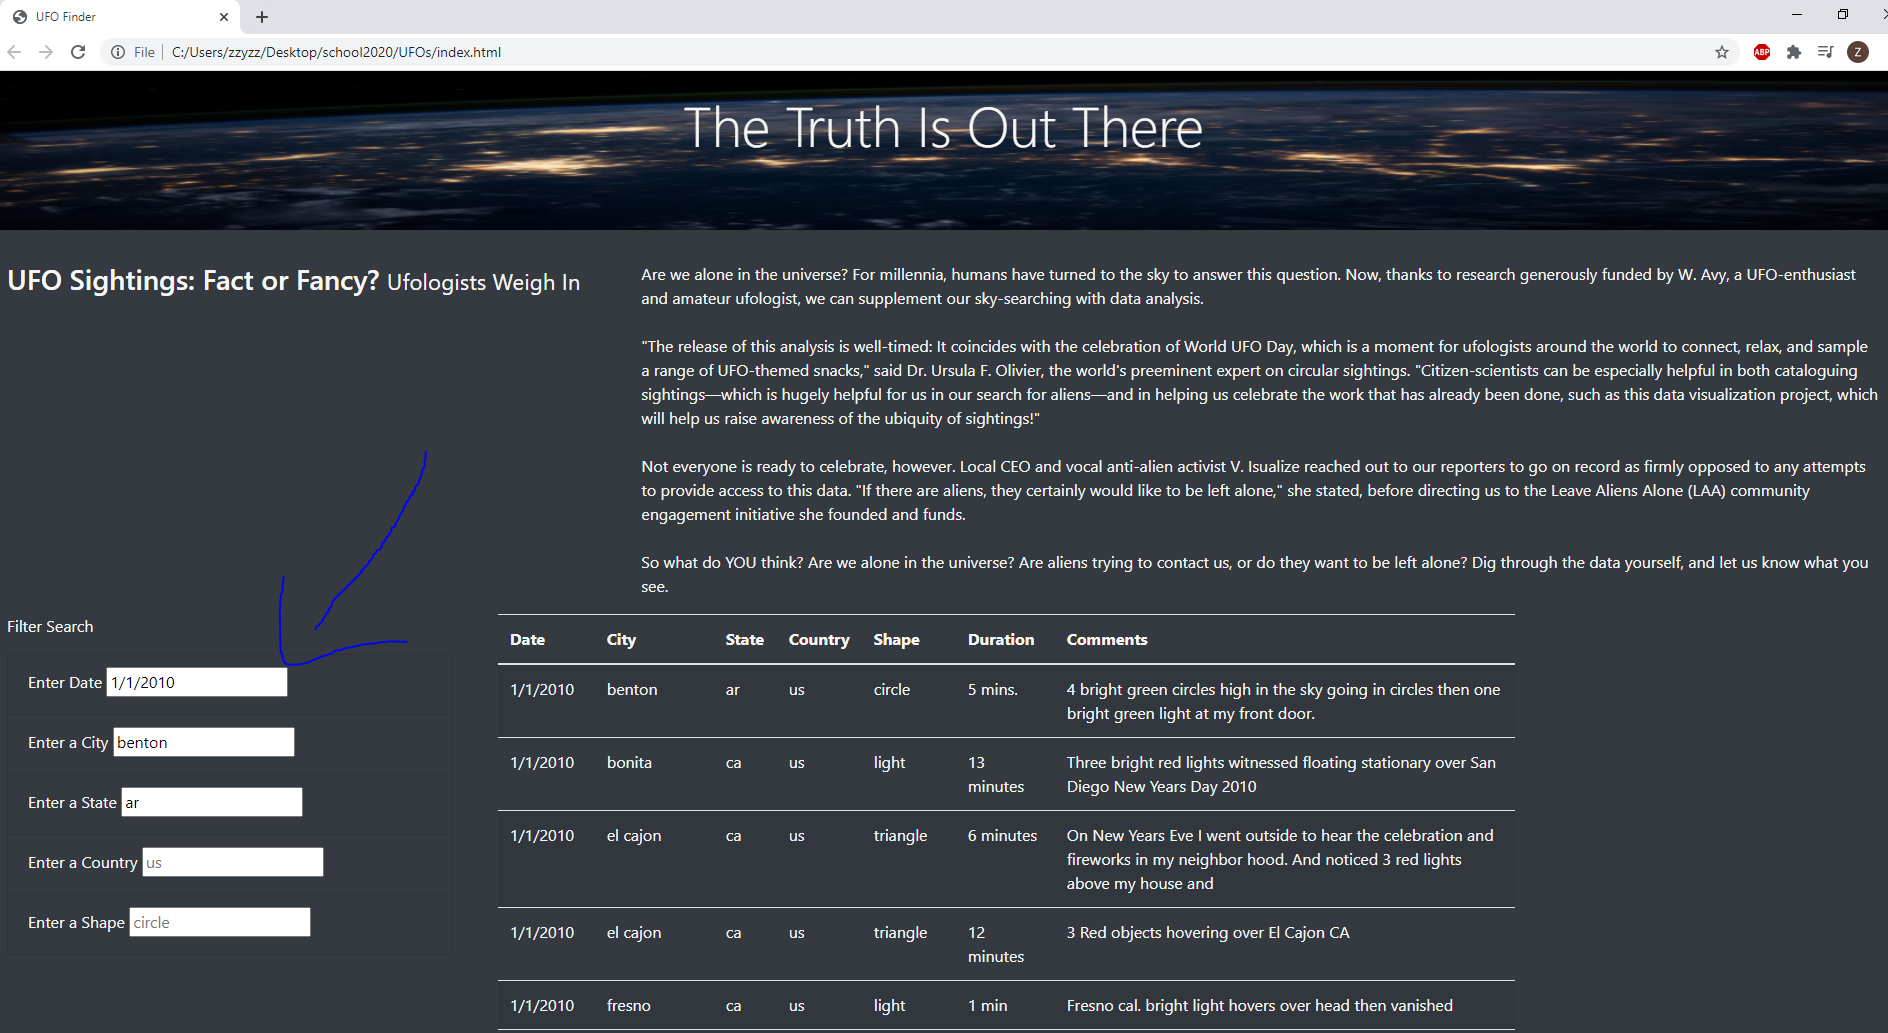 UFO Finder
File C:/Users/zzyzz/Desktop/school2020/UFOs/index.html
ABP
Z
The Truth Is Out There
UFO Sightings: Fact or Fancy? Ufologists Weigh In
Are we alone in the universe? For millennia, humans have turned to the sky to answer this question. Now, thanks to research generously funded by W. Avy, a UFO-enthusiast
and amateur ufologist, we can supplement our sky-searching with data analysis.
"The release of this analysis is well-timed: It coincides with the celebration of World UFO Day, which is a moment for ufologists around the world to connect, relax, and sample
a range of UFO-themed snacks," said Dr. Ursula F. Olivier, the world's preeminent expert on circular sightings. "Citizen-scientists can be especially helpful in both cataloguing
sightings—which is hugely helpful for us in our search for aliens—and in helping us celebrate the work that has already been done, such as this data visualization project, which
will help us raise awareness of the ubiquity of sightings!"
Not everyone is ready to celebrate, however. Local CEO and vocal anti-alien activist V. Isualize reached out to our reporters to go on record as firmly opposed to any attempts
to provide access to this data. "If there are aliens, they certainly would like to be left alone," she stated, before directing us to the Leave Aliens Alone (LAA) community
engagement initiative she founded and funds.
So what do YOU think? Are we alone in the universe? Are aliens trying to contact us, or do they want to be left alone? Dig through the data yourself, and let us know what you
see.
Filter Search
Enter Date 1/1/2010
Enter a City benton
Enter a State ar
Enter a Country us
Enter a Shape circle
Date City State Country Shape Duration Comments
1/1/2010 benton ar us circle 5 mins. 4 bright green circles high in the sky going in circles then one
bright green light at my front door.
1/1/2010 bonita ca us light 13 Three bright red lights witnessed floating stationary over San
minutes Diego New Years Day 2010
1/1/2010 el cajon ca us triangle 6 minutes On New Years Eve I went outside to hear the celebration and
fireworks in my neighbor hood. And noticed 3 red lights
above my house and
1/1/2010 el cajon ca us triangle 12 3 Red objects hovering over El Cajon CA
minutes
1/1/2010 fresno ca us light 1 min Fresno cal. bright light hovers over head then vanished